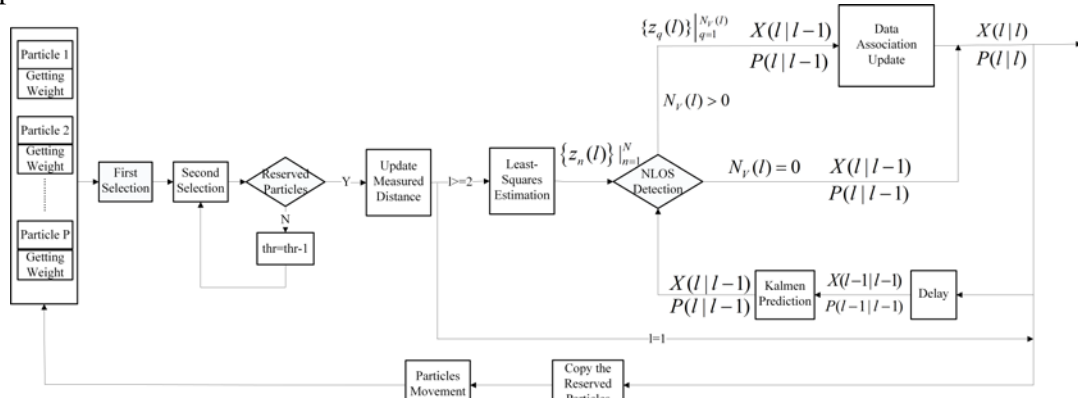 Particle 1
Getting
Weight
Particle 2
Getting
Weight
Particle P
Getting
Weight
First
Selection
Second
Selection
Reserved
Particles
Y
N
thr=thr-1
Update
Measured
Distance
l>=2
l=1
Least-
Squares
Estimation
{z_n(l)}|_{n=1}^{N}
NLOS
Detection
N_V(l)>0
{z_q(l)}|_{q=1}^{N_V(l)}
X(l|l-1)
P(l|l-1)
Data
Association
Update
X(l|l)
P(l|l)
N_V(l)=0
X(l|l-1)
P(l|l-1)
X(l|l-1)
P(l|l-1)
Kalmen
Prediction
X(l-1|l-1)
P(l-1|l-1)
Delay
Particles
Movement
Copy the
Reserved